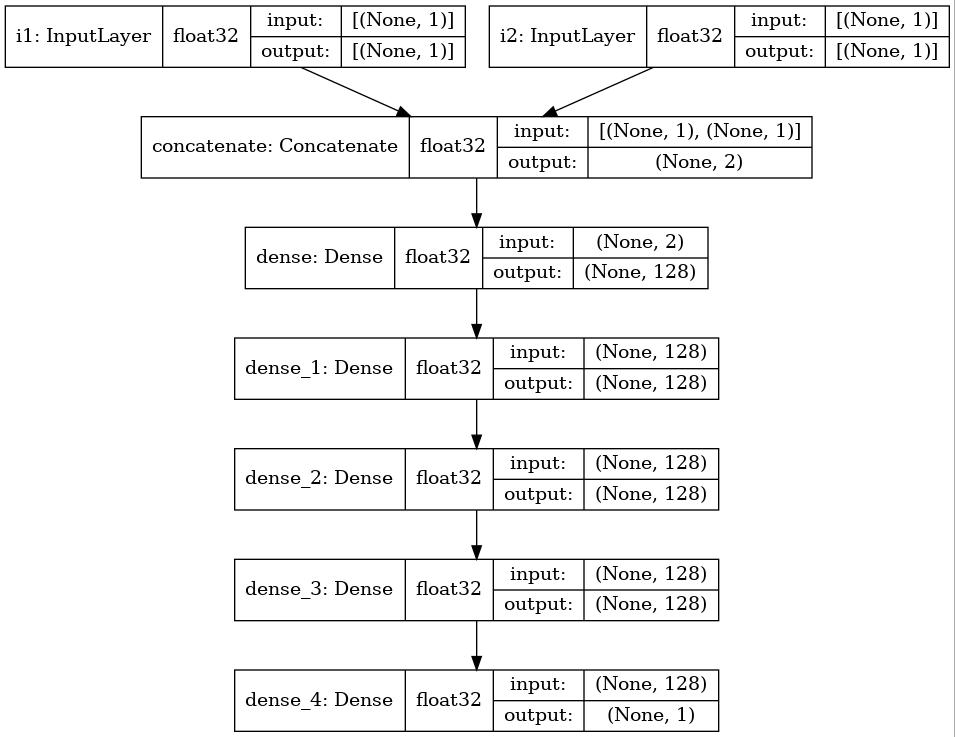 i1: InputLayer float32 input: [(None, 1)]
output: [(None, 1)]
i2: InputLayer float32 input: [(None, 1)]
output: [(None, 1)]
concatenate: Concatenate float32 input: [(None, 1), (None, 1)]
output: (None, 2)
dense: Dense float32 input: (None, 2)
output: (None, 128)
dense_1: Dense float32 input: (None, 128)
output: (None, 128)
dense_2: Dense float32 input: (None, 128)
output: (None, 128)
dense_3: Dense float32 input: (None, 128)
output: (None, 128)
dense_4: Dense float32 input: (None, 128)
output: (None, 1)